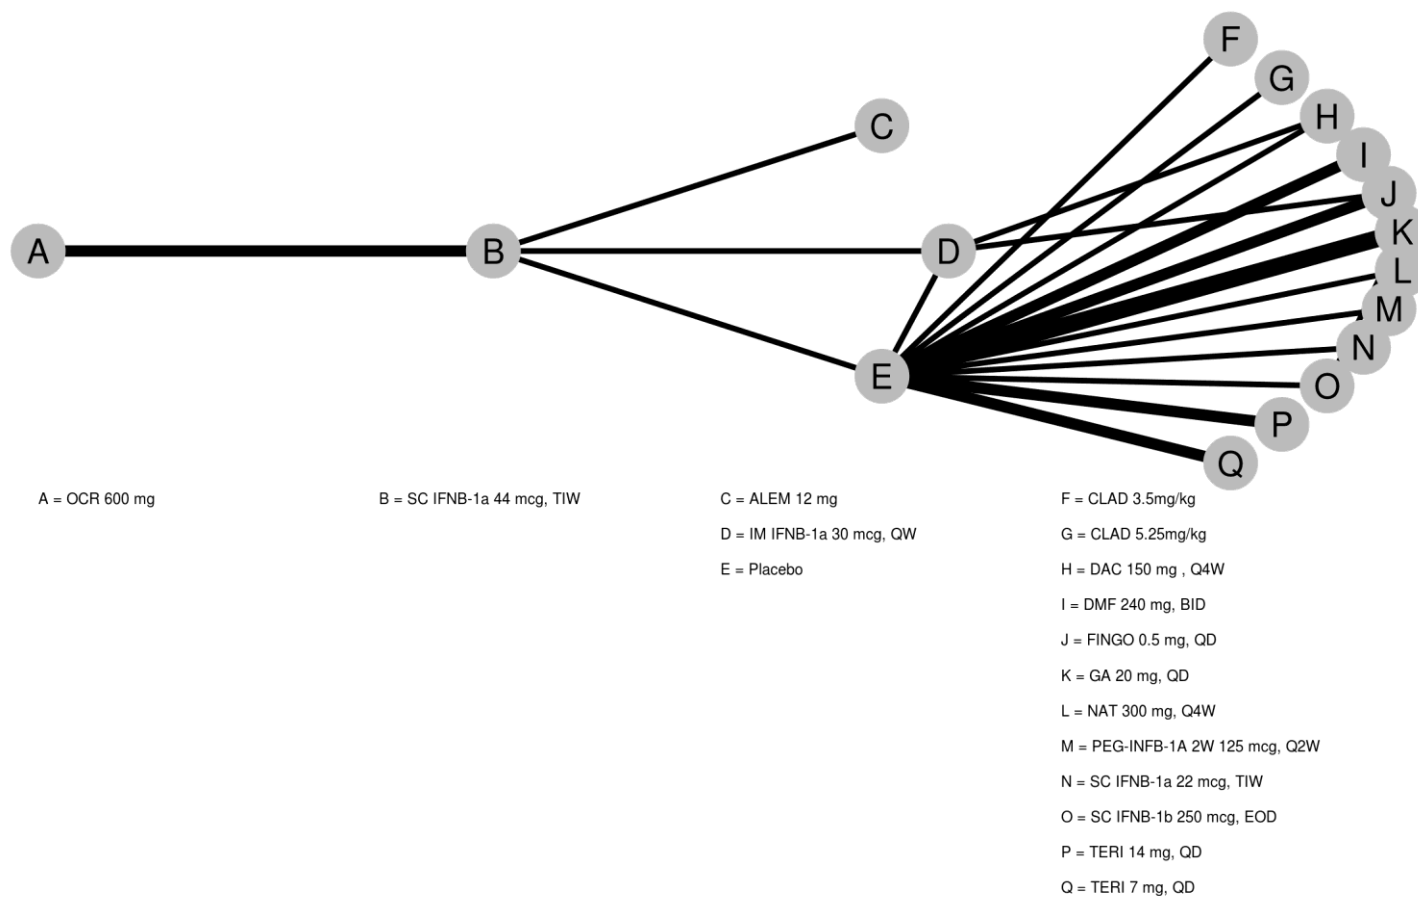 F
G
H
C
I
J
K
A
B
D
L
M
N
E
O
P
Q
A = OCR 600 mg
B = SC IFNB-1a 44 mcg, TIW
C = ALEM 12 mg
D = IM IFNB-1a 30 mcg, QW
E = Placebo
F = CLAD 3.5mg/kg
G = CLAD 5.25mg/kg
H = DAC 150 mg , Q4W
I = DMF 240 mg, BID
J = FINGO 0.5 mg, QD
K = GA 20 mg, QD
L = NAT 300 mg, Q4W
M = PEG-INFB-1A 2W 125 mcg, Q2W
N = SC IFNB-1a 22 mcg, TIW
O = SC IFNB-1b 250 mcg, EOD
P = TERI 14 mg, QD
Q = TERI 7 mg, QD